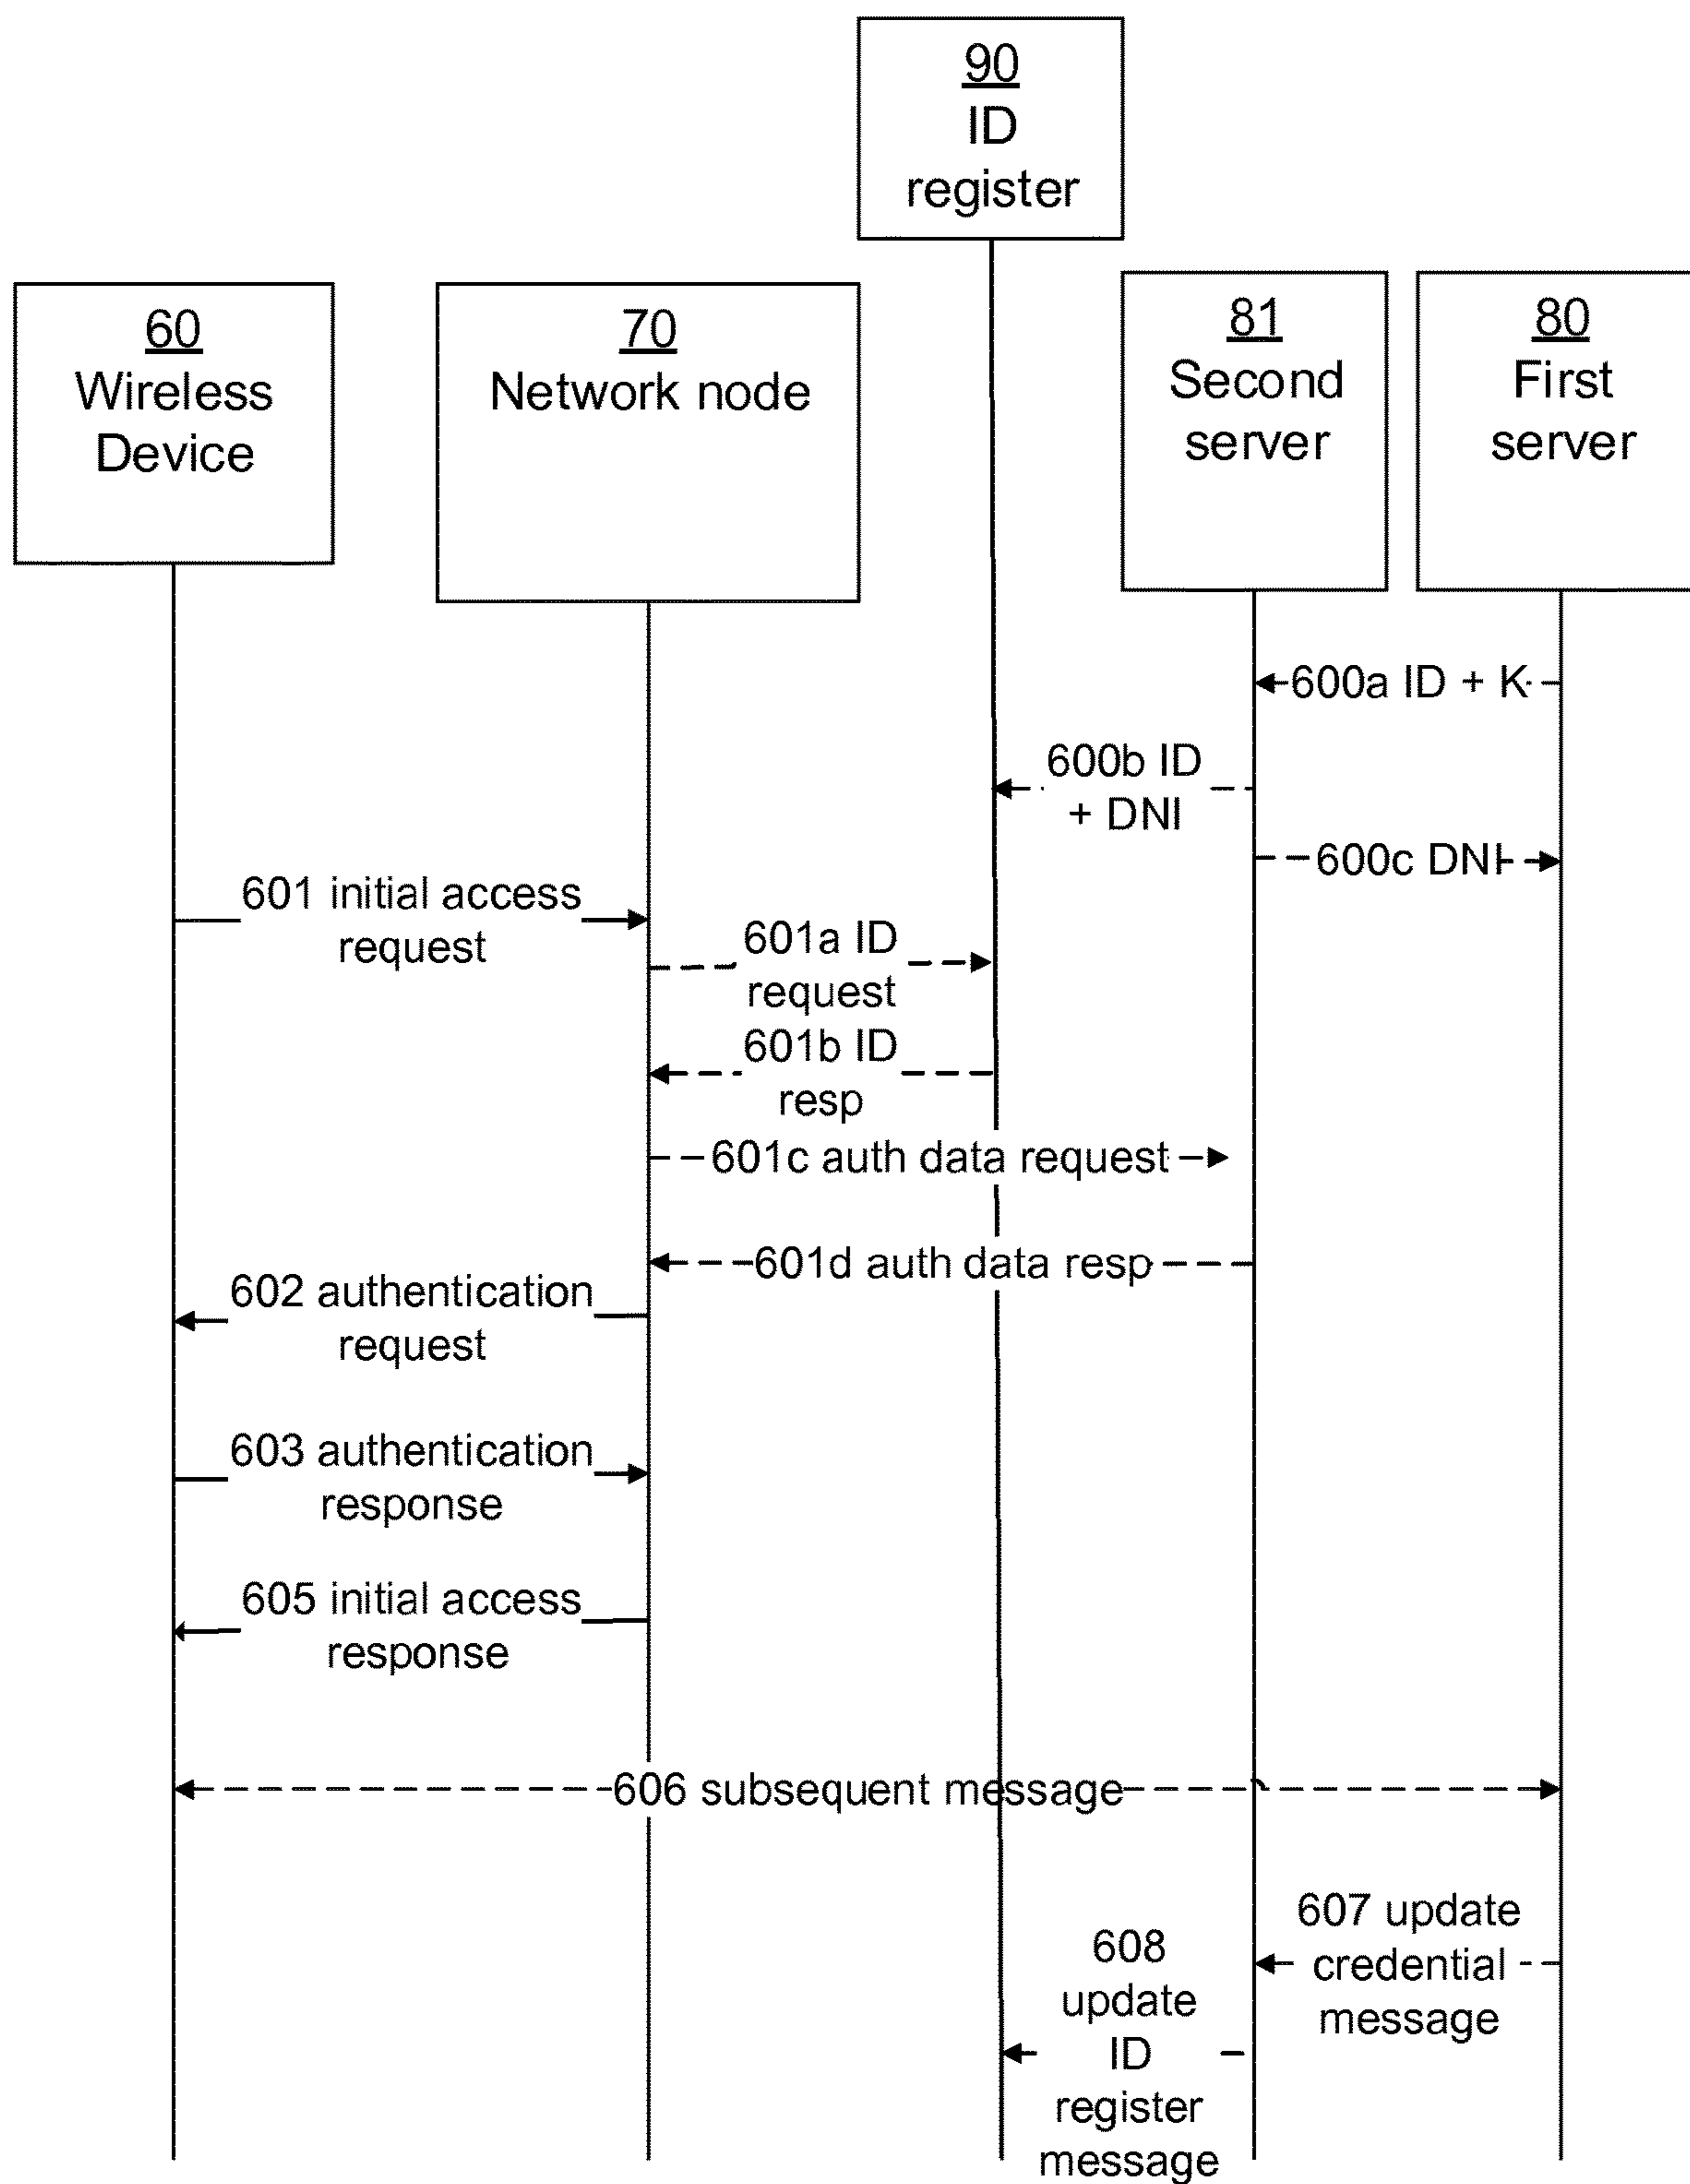 90
ID
register
60
Wireless
Device
70
Network node
81
Second
server
80
First
server
600a ID + K
600b ID
+ DNI
600c DNI
601 initial access
request
601a ID
request
601b ID
resp
601c auth data request
601d auth data resp
602 authentication
request
603 authentication
response
605 initial access
response
606 subsequent message
607 update
credential
message
608
update
ID
register
message